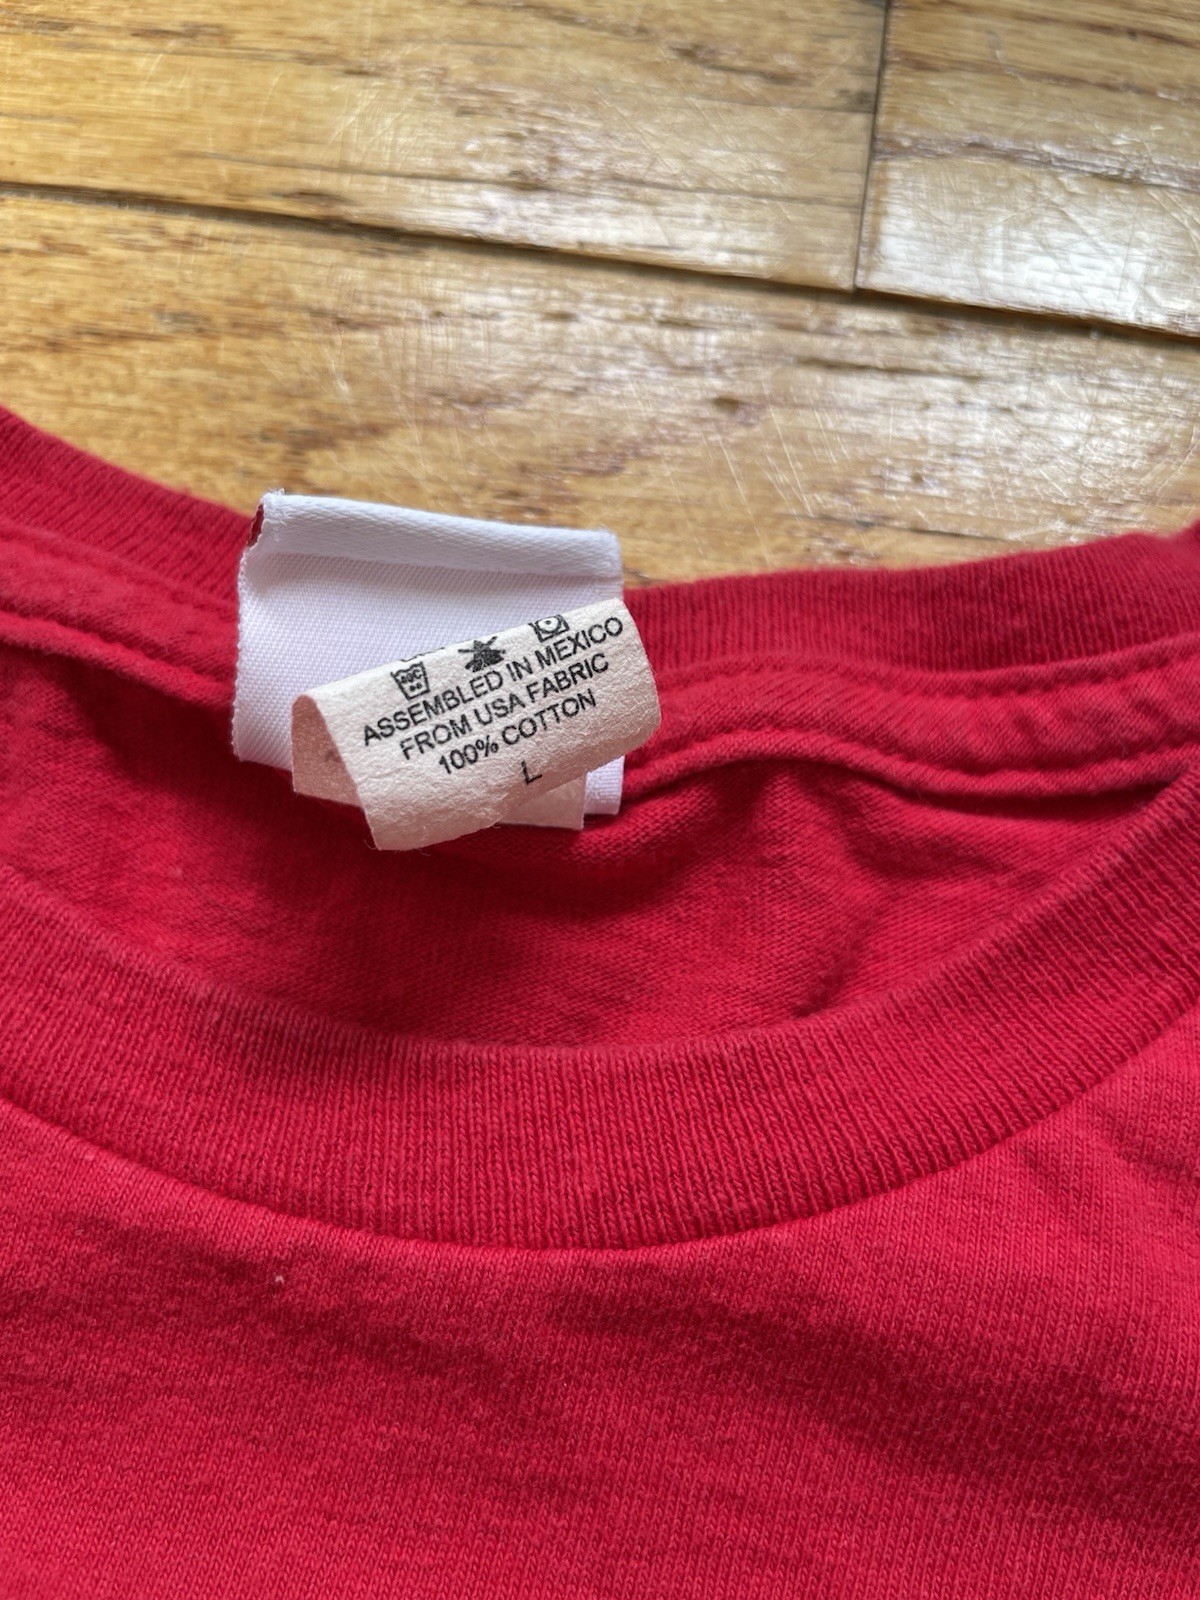 ASSEMBLED IN MEXICO
FROM USA FABRIC
100% COTTON
L